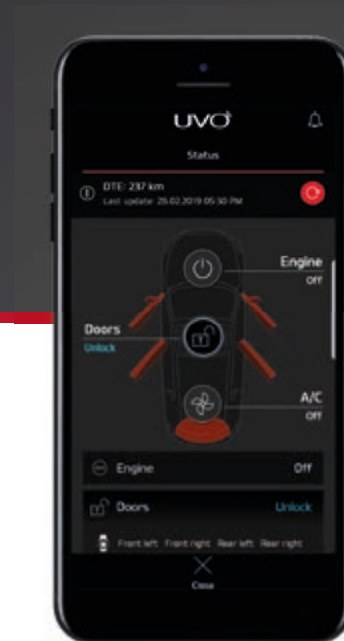 UVO
Status
DTE: 237 km
Last update: 25.02.2019 05:30 PM
Engine
Off
Doors
Unlock
A/C
Off
Engine Off
Doors Unlock
Front left Front right Rear left Rear right
Close